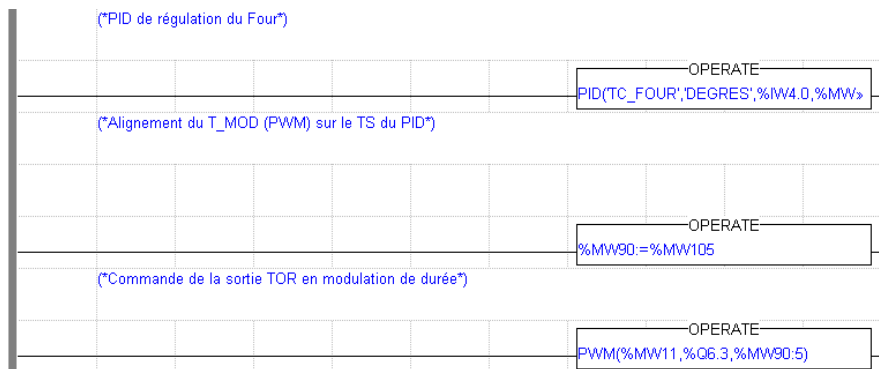 (*PID de régulation du Four*)
OPERATE
PID('TC_FOUR','DEGRES',%IW4.0,%MW»
(*Alignement du T_MOD (PWM) sur le TS du PID*)
OPERATE
%MW90:=%MW105
(*Commande de la sortie TOR en modulation de durée*)
OPERATE
PWM(%MW11,%Q6.3,%MW90:5)